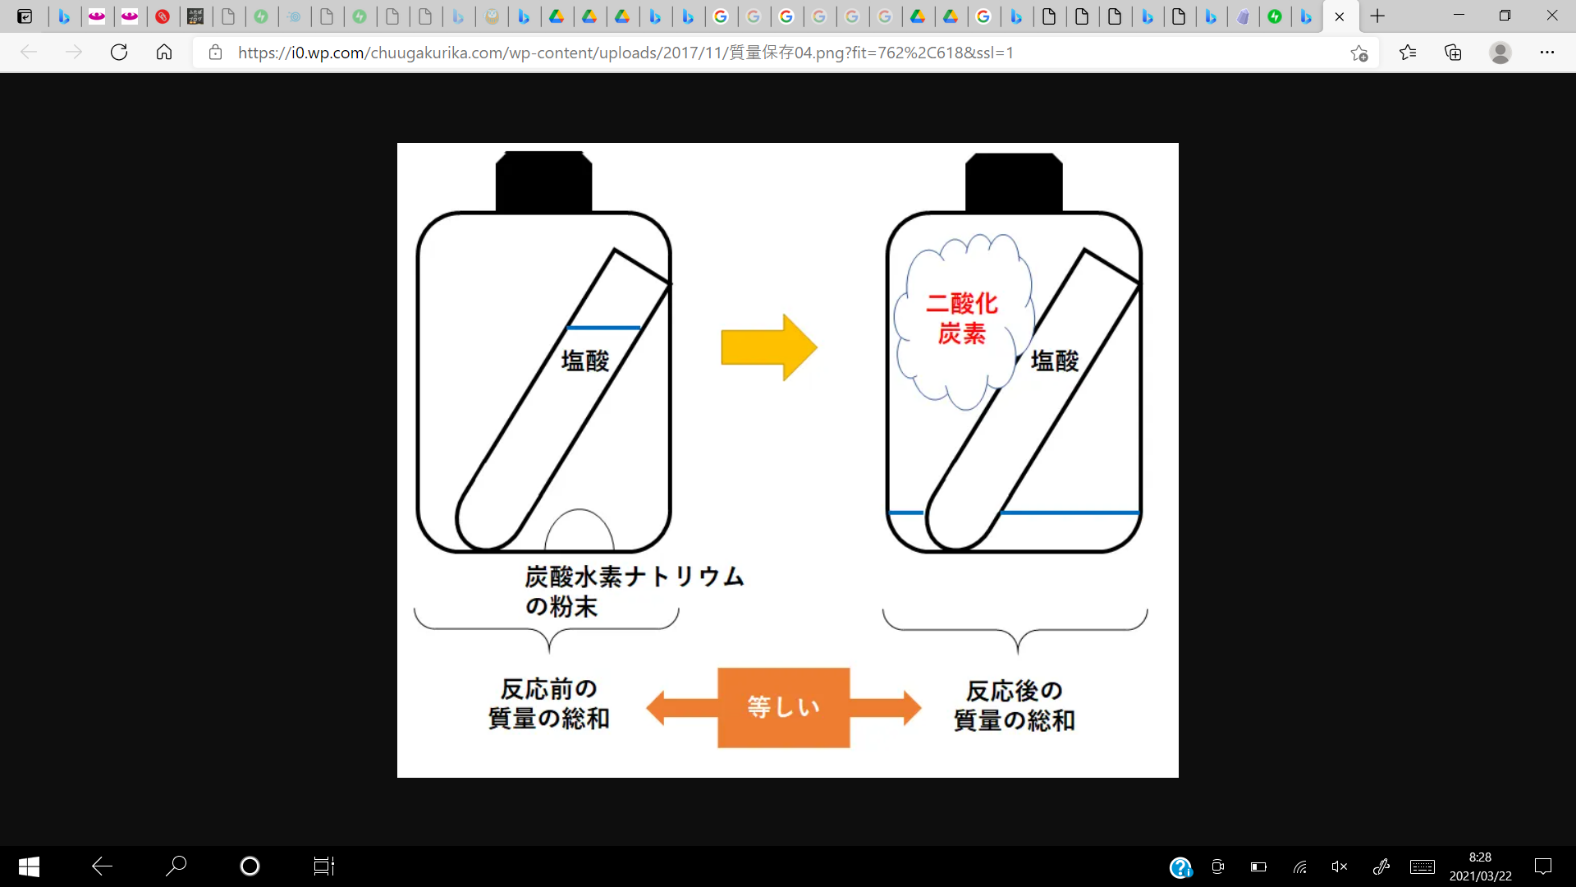 https://i0.wp.com/chuugakurika.com/wp-content/uploads/2017/11/質量保存04.png?fit=762%2C618&ssl=1
二酸化
炭素
塩酸
塩酸
炭酸水素ナトリウム
の粉末
反応前の
質量の総和
等しい
反応後の
質量の総和
8:28
2021/03/22